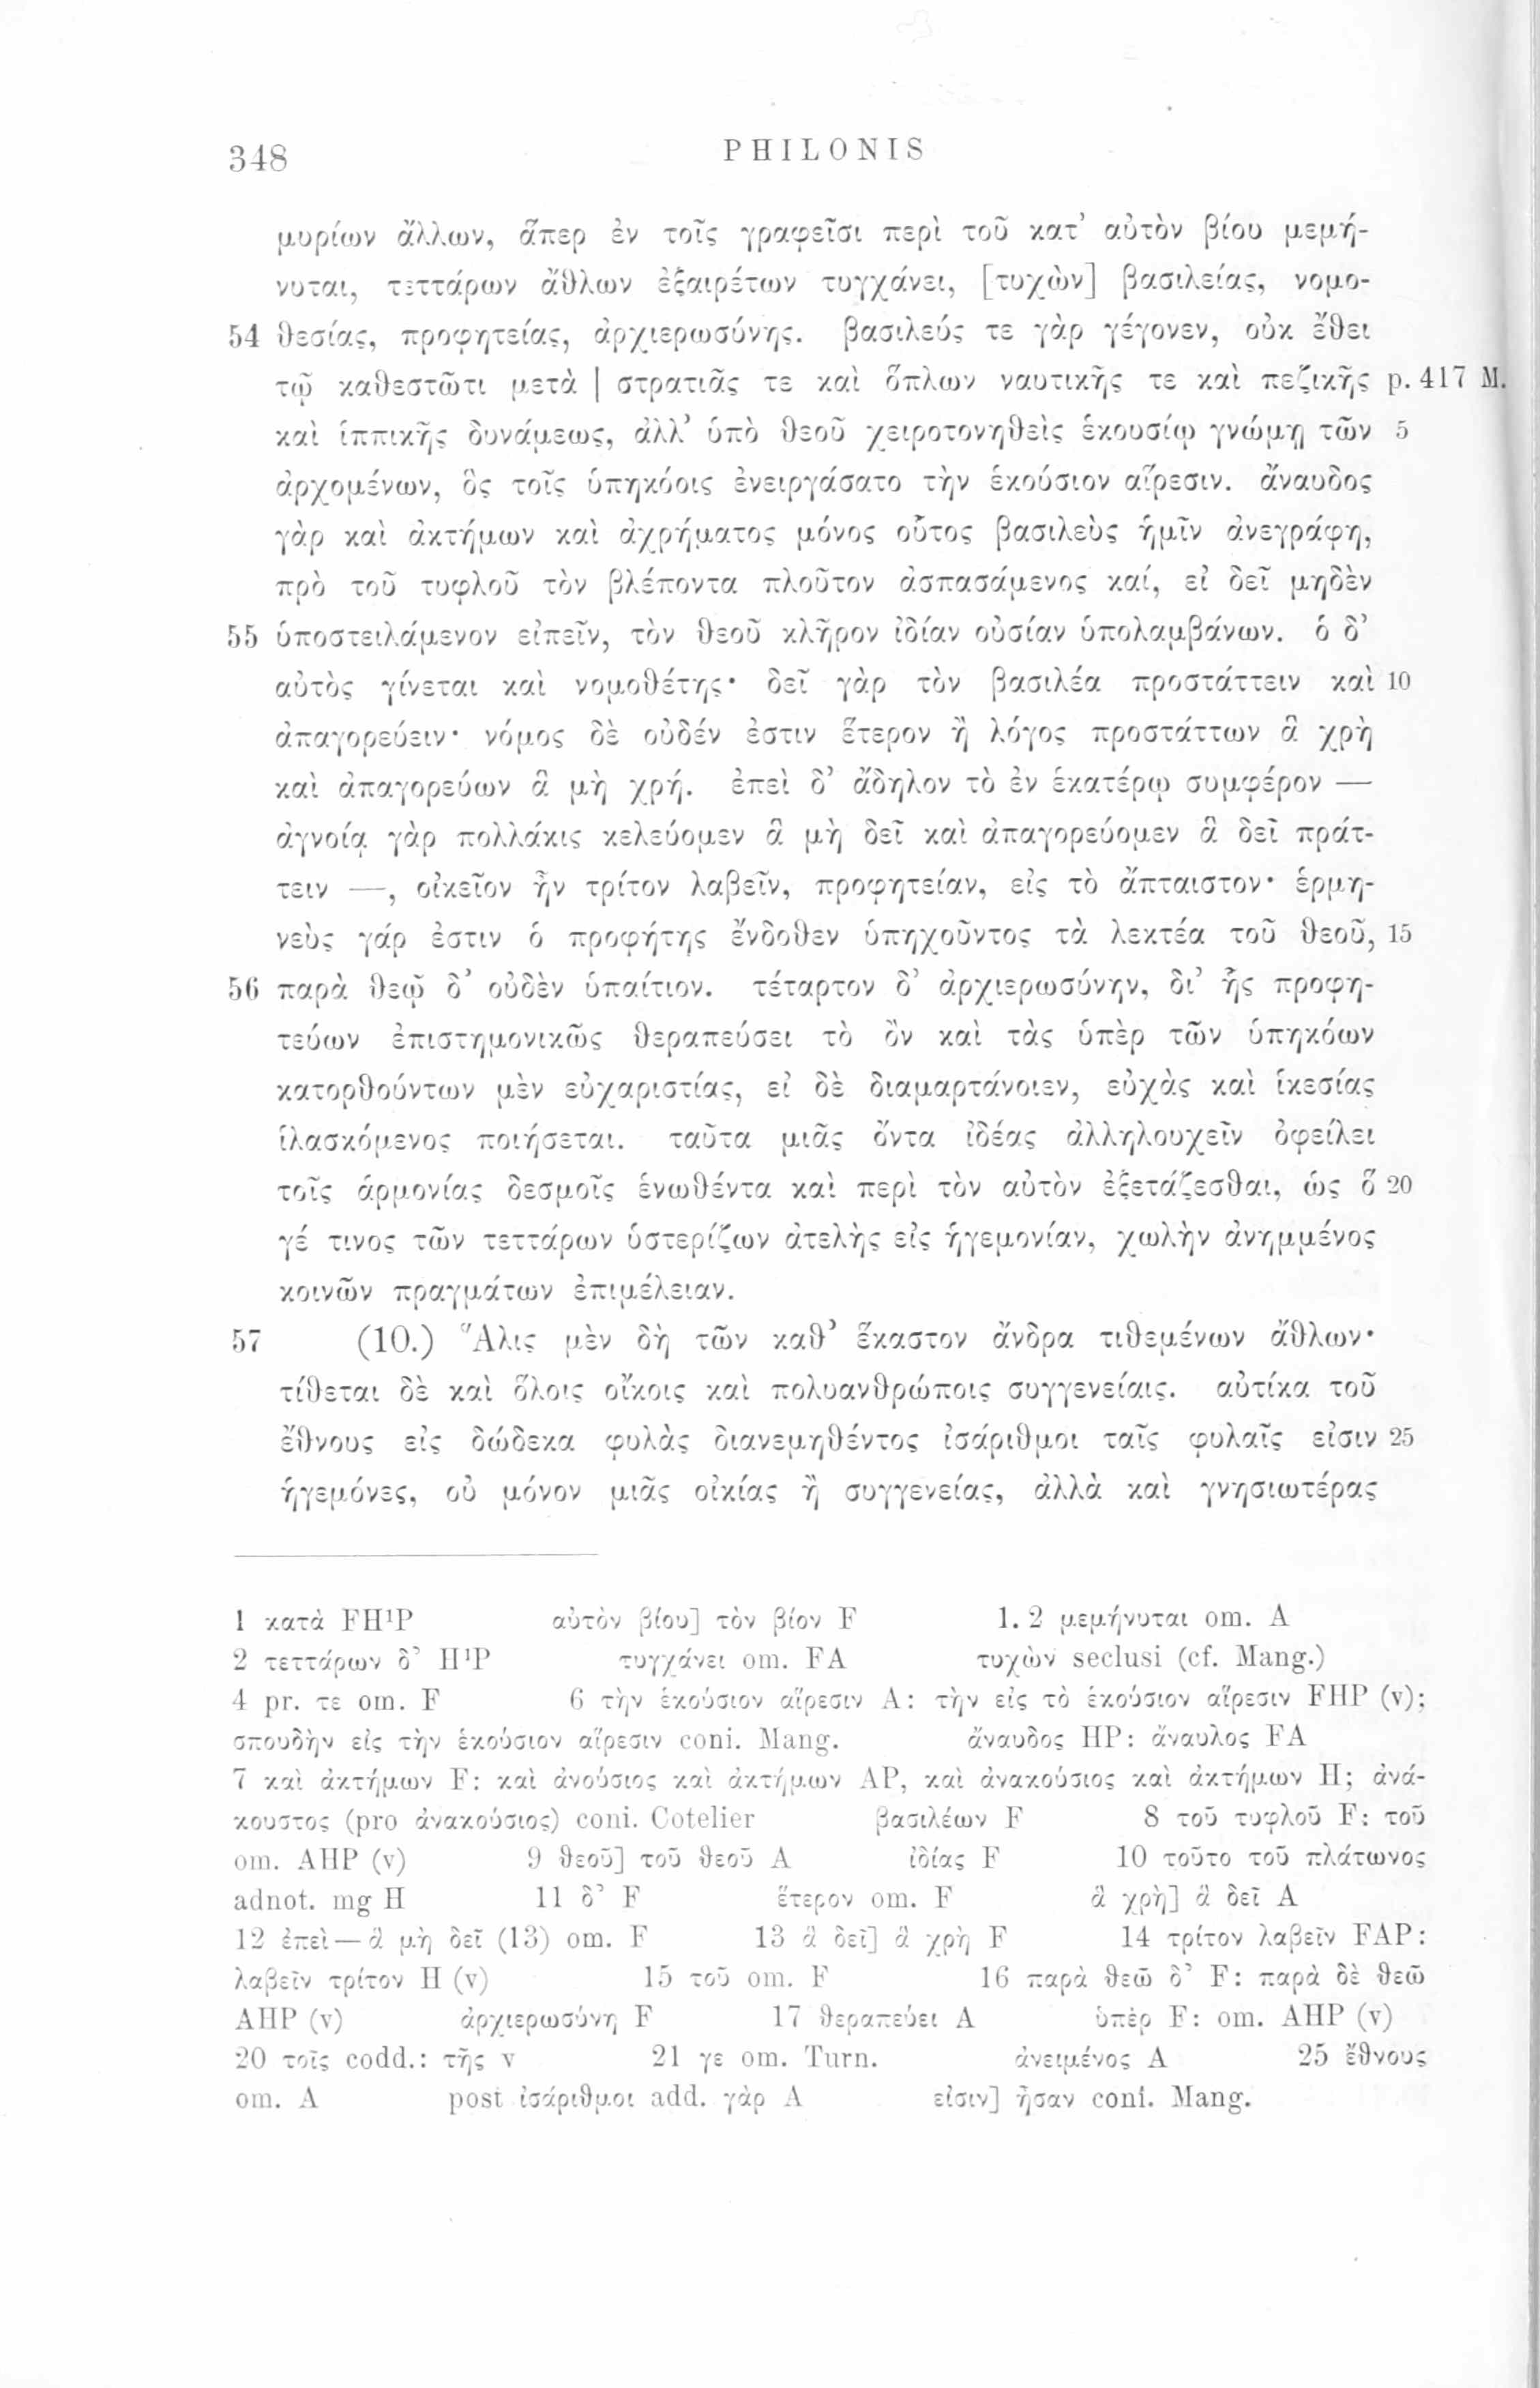 348
PHILONIS
μυρίων ἄλλων, ἅπερ ἐν τοῖς γραφεῖσι περὶ τοῦ κατ’ αὐτὸν βίου μεμή-
νυται, τεττάρων ἄθλων ἐξαιρέτων τυγχάνει, [τυχὼν] βασιλείας, νομο-
54 θεσίας, προφητείας, ἀρχιερωσύνης. βασιλεύς τε γὰρ γέγονεν, οὐκ ἔθει
τῷ καθεστῶτι μετὰ | στρατιᾶς τε καὶ ὅπλων ναυτικῆς τε καὶ πεζικῆς p. 417 M.
καὶ ἱππικῆς δυνάμεως, ἀλλ’ ὑπὸ θεοῦ χειροτονηθεὶς ἑκουσίῳ γνώμῃ τῶν 5
ἀρχομένων, ὃς τοῖς ὑπηκόοις ἐνειργάσατο τὴν ἑκούσιον αἵρεσιν. ἄναυδος
γὰρ καὶ ἀκτήμων καὶ ἀχρήματος μόνος οὗτος βασιλεὺς ἡμῖν ἀνεγράφη,
πρὸ τοῦ τυφλοῦ τὸν βλέποντα πλοῦτον ἀσπασάμενος καί, εἰ δεῖ μηδὲν
55 ὑποστειλάμενον εἰπεῖν, τὸν θεοῦ κλῆρον ἰδίαν οὐσίαν ὑπολαμβάνων. ὁ δ’
αὐτὸς γίνεται καὶ νομοθέτης· δεῖ γὰρ τὸν βασιλέα προστάττειν καὶ 10
ἀπαγορεύειν· νόμος δὲ οὐδέν ἐστιν ἕτερον ἢ λόγος προστάττων ἃ χρὴ
καὶ ἀπαγορεύων ἃ μὴ χρή. ἐπεὶ δ’ ἄδηλον τὸ ἐν ἑκατέρῳ συμφέρον —
ἀγνοίᾳ γὰρ πολλάκις κελεύομεν ἃ μὴ δεῖ καὶ ἀπαγορεύομεν ἃ δεῖ πράτ-
τειν —, οἰκεῖον ἦν τρίτον λαβεῖν, προφητείαν, εἰς τὸ ἄπταιστον· ἑρμη-
νεὺς γάρ ἐστιν ὁ προφήτης ἔνδοθεν ὑπηχοῦντος τὰ λεκτέα τοῦ θεοῦ, 15
56 παρὰ θεῷ δ’ οὐδὲν ὑπαίτιον. τέταρτον δ’ ἀρχιερωσύνην, δι’ ἧς προφη-
τεύων ἐπιστημονικῶς θεραπεύσει τὸ ὂν καὶ τὰς ὑπὲρ τῶν ὑπηκόων
κατορθούντων μὲν εὐχαριστίας, εἰ δὲ διαμαρτάνοιεν, εὐχὰς καὶ ἱκεσίας
ἱλασκόμενος ποιήσεται. ταῦτα μιᾶς ὄντα ἰδέας ἀλληλουχεῖν ὀφείλει
τοῖς ἁρμονίας δεσμοῖς ἑνωθέντα καὶ περὶ τὸν αὐτὸν ἐξετάζεσθαι, ὡς ὅ 20
γέ τινος τῶν τεττάρων ὑστερίζων ἀτελὴς εἰς ἡγεμονίαν, χωλὴν ἀνημμένος
κοινῶν πραγμάτων ἐπιμέλειαν.
57 (10.) Ἅλις μὲν δὴ τῶν καθ’ ἕκαστον ἄνδρα τιθεμένων ἄθλων·
τίθεται δὲ καὶ ὅλοις οἴκοις καὶ πολυανθρώποις συγγενείαις. αὐτίκα τοῦ
ἔθνους εἰς δώδεκα φυλὰς διανεμηθέντος ἰσάριθμοι ταῖς φυλαῖς εἰσιν 25
ἡγεμόνες, οὐ μόνον μιᾶς οἰκίας ἢ συγγενείας, ἀλλὰ καὶ γνησιωτέρας
1 κατὰ FH¹P αὐτὸν βίου] τὸν βίον F 1. 2 μεμήνυται om. A
2 τεττάρων δ’ H¹P τυγχάνει om. FA τυχὼν seclusi (cf. Mang.)
4 pr. τε om. F 6 τὴν ἑκούσιον αἵρεσιν A: τὴν εἰς τὸ ἑκούσιον αἵρεσιν FHP (v);
σπουδὴν εἰς τὴν ἑκούσιον αἵρεσιν coni. Mang. ἄναυδος HP: ἄναυλος FA
7 καὶ ἀκτήμων F: καὶ ἀνούσιος καὶ ἀκτήμων AP, καὶ ἀνακούσιος καὶ ἀκτήμων H; ἀνά-
κουστος (pro ἀνακούσιος) coni. Cotelier βασιλέων F 8 τοῦ τυφλοῦ F: τοῦ
om. AHP (v) 9 θεοῦ] τοῦ θεοῦ A ἰδίας F 10 τοῦτο τοῦ πλάτωνος
adnot. mg H 11 δ’ F ἕτερον om. F ἃ χρὴ] ἃ δεῖ A
12 ἐπεὶ — ἃ μὴ δεῖ (13) om. F 13 ἃ δεῖ] ἃ χρὴ F 14 τρίτον λαβεῖν FAP:
λαβεῖν τρίτον H (v) 15 τοῦ om. F 16 παρὰ θεῶ δ’ F: παρὰ δὲ θεῶ
AHP (v) ἀρχιερωσύνη F 17 θεραπεύει A ὑπὲρ F: om. AHP (v)
20 τοῖς codd.: τῆς v 21 γε om. Turn. ἀνειμένος A 25 ἔθνους
om. A post ἰσάριθμοι add. γὰρ A εἰσιν] ἦσαν coni. Mang.